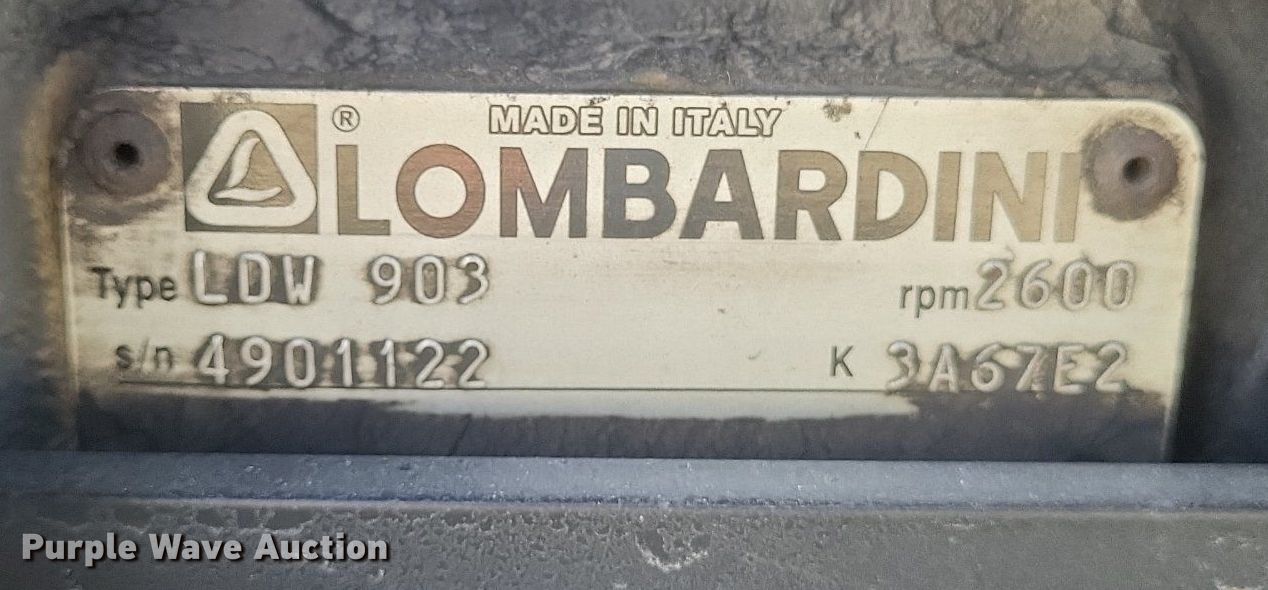 MADE IN ITALY
® LOMBARDINI
Type LDW 903 rpm 2600
s/n 4901122 K 3A67E2
Purple Wave Auction